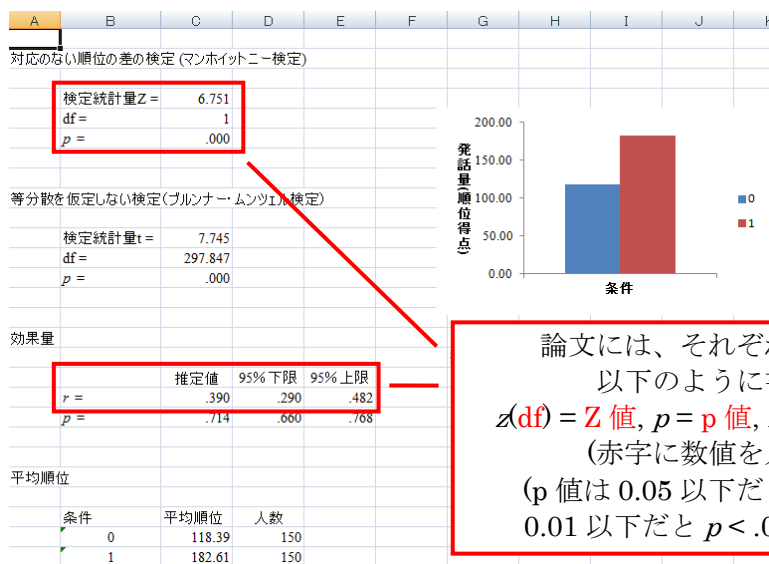 A B C D E F G H I J
対応のない順位の差の検定 (マンホイットニー検定)
検定統計量Z = 6.751
df = 1
p = .000
等分散を仮定しない検定(ブルンナー・ムンツェル検定)
検定統計量t = 7.745
df = 297.847
p = .000
効果量
推定値 95%下限 95%上限
r = .390 .290 .482
p = .714 .660 .768
平均順位
条件 平均順位 人数
0 118.39 150
1 182.61 150
発話量(順位得点)
200.00
150.00
100.00
50.00
0.00
条件
0
1
論文には、それぞれ
以下のように
z(df) = Z 値, p = p 値,
(赤字に数値を
(p 値は 0.05 以下だ
0.01 以下だと p < .0